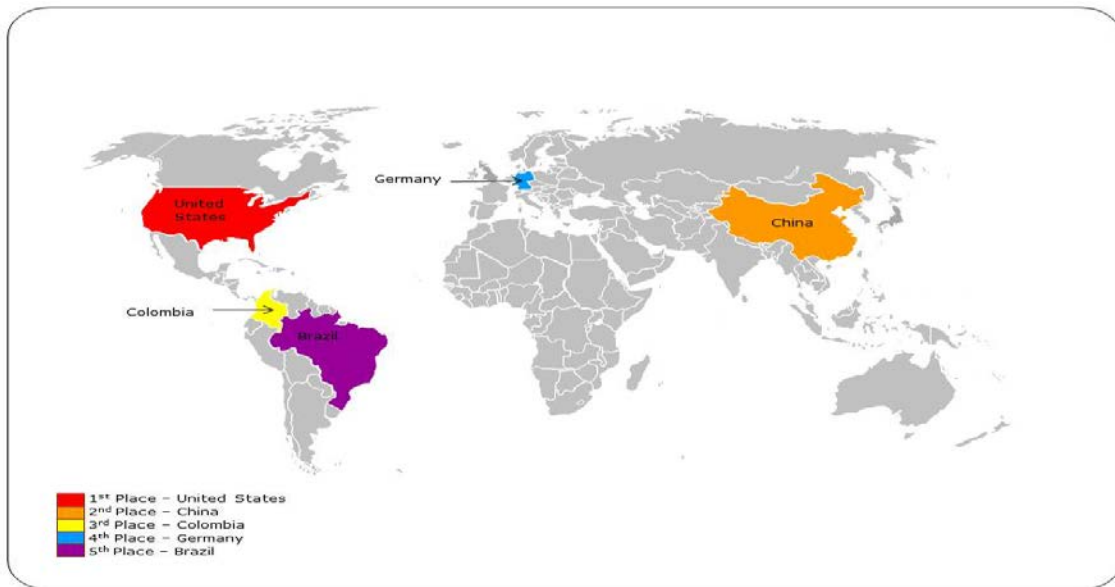 Germany
United
States
China
Colombia
Brazil
1st Place – United States
2nd Place – China
3rd Place – Colombia
4th Place – Germany
5th Place – Brazil